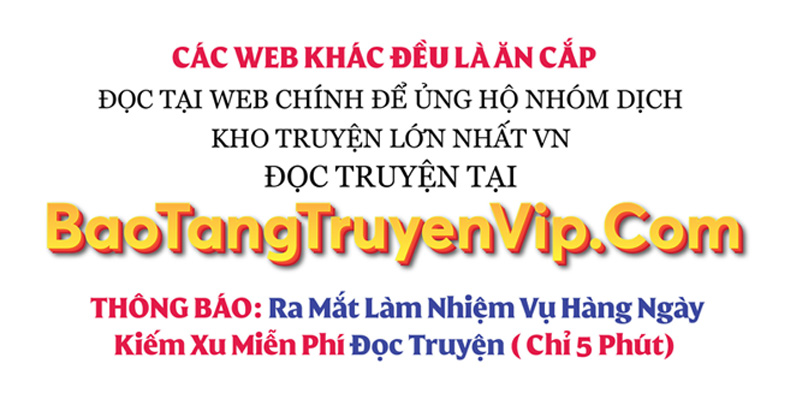 CÁC WEB KHÁC ĐỀU LÀ ĂN CẮP
ĐỌC TẠI WEB CHÍNH ĐỂ ỦNG HỘ NHÓM DỊCH
KHO TRUYỆN LỚN NHẤT VN
ĐỌC TRUYỆN TẠI
BaoTangTruyenVip.Com
THÔNG BÁO: Ra Mắt Làm Nhiệm Vụ Hàng Ngày
Kiếm Xu Miễn Phí Đọc Truyện ( Chỉ 5 Phút)